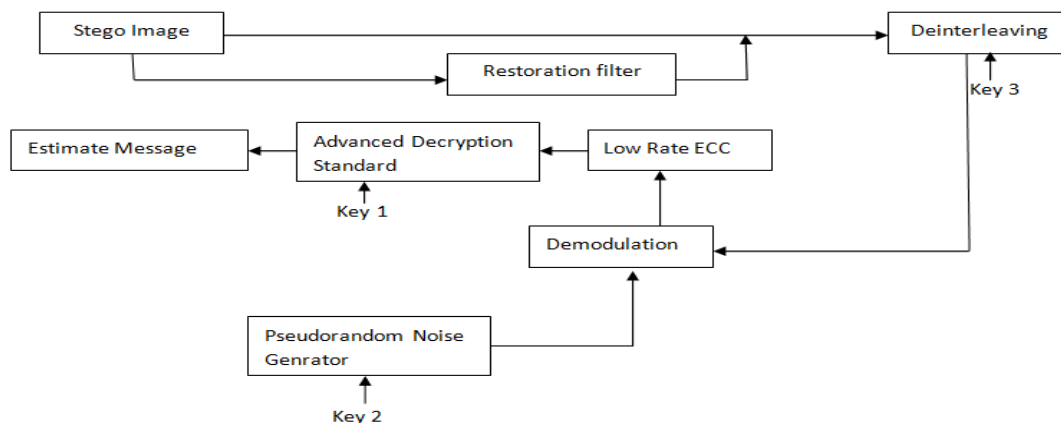 Stego Image
Deinterleaving
Restoration filter
Key 3
Estimate Message
Advanced Decryption
Standard
Low Rate ECC
Key 1
Demodulation
Pseudorandom Noise
Genrator
Key 2